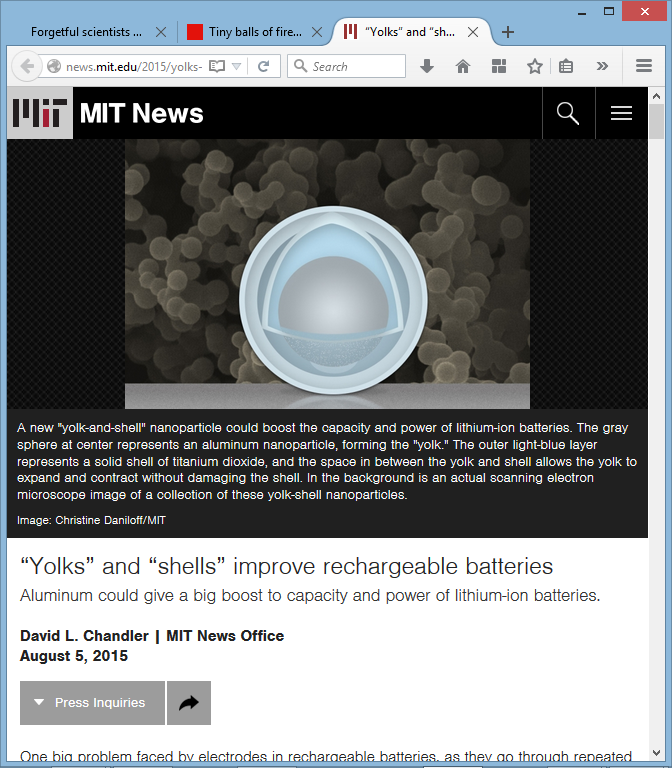 Forgetful scientists ...
Tiny balls of fire...
“Yolks” and “sh...
news.mit.edu/2015/yolks-
Search
MIT MIT News
A new "yolk-and-shell" nanoparticle could boost the capacity and power of lithium-ion batteries. The gray
sphere at center represents an aluminum nanoparticle, forming the "yolk." The outer light-blue layer
represents a solid shell of titanium dioxide, and the space in between the yolk and shell allows the yolk to
expand and contract without damaging the shell. In the background is an actual scanning electron
microscope image of a collection of these yolk-shell nanoparticles.
Image: Christine Daniloff/MIT
“Yolks” and “shells” improve rechargeable batteries
Aluminum could give a big boost to capacity and power of lithium-ion batteries.
David L. Chandler | MIT News Office
August 5, 2015
Press Inquiries
One big problem faced by electrodes in rechargeable batteries, as they go through repeated